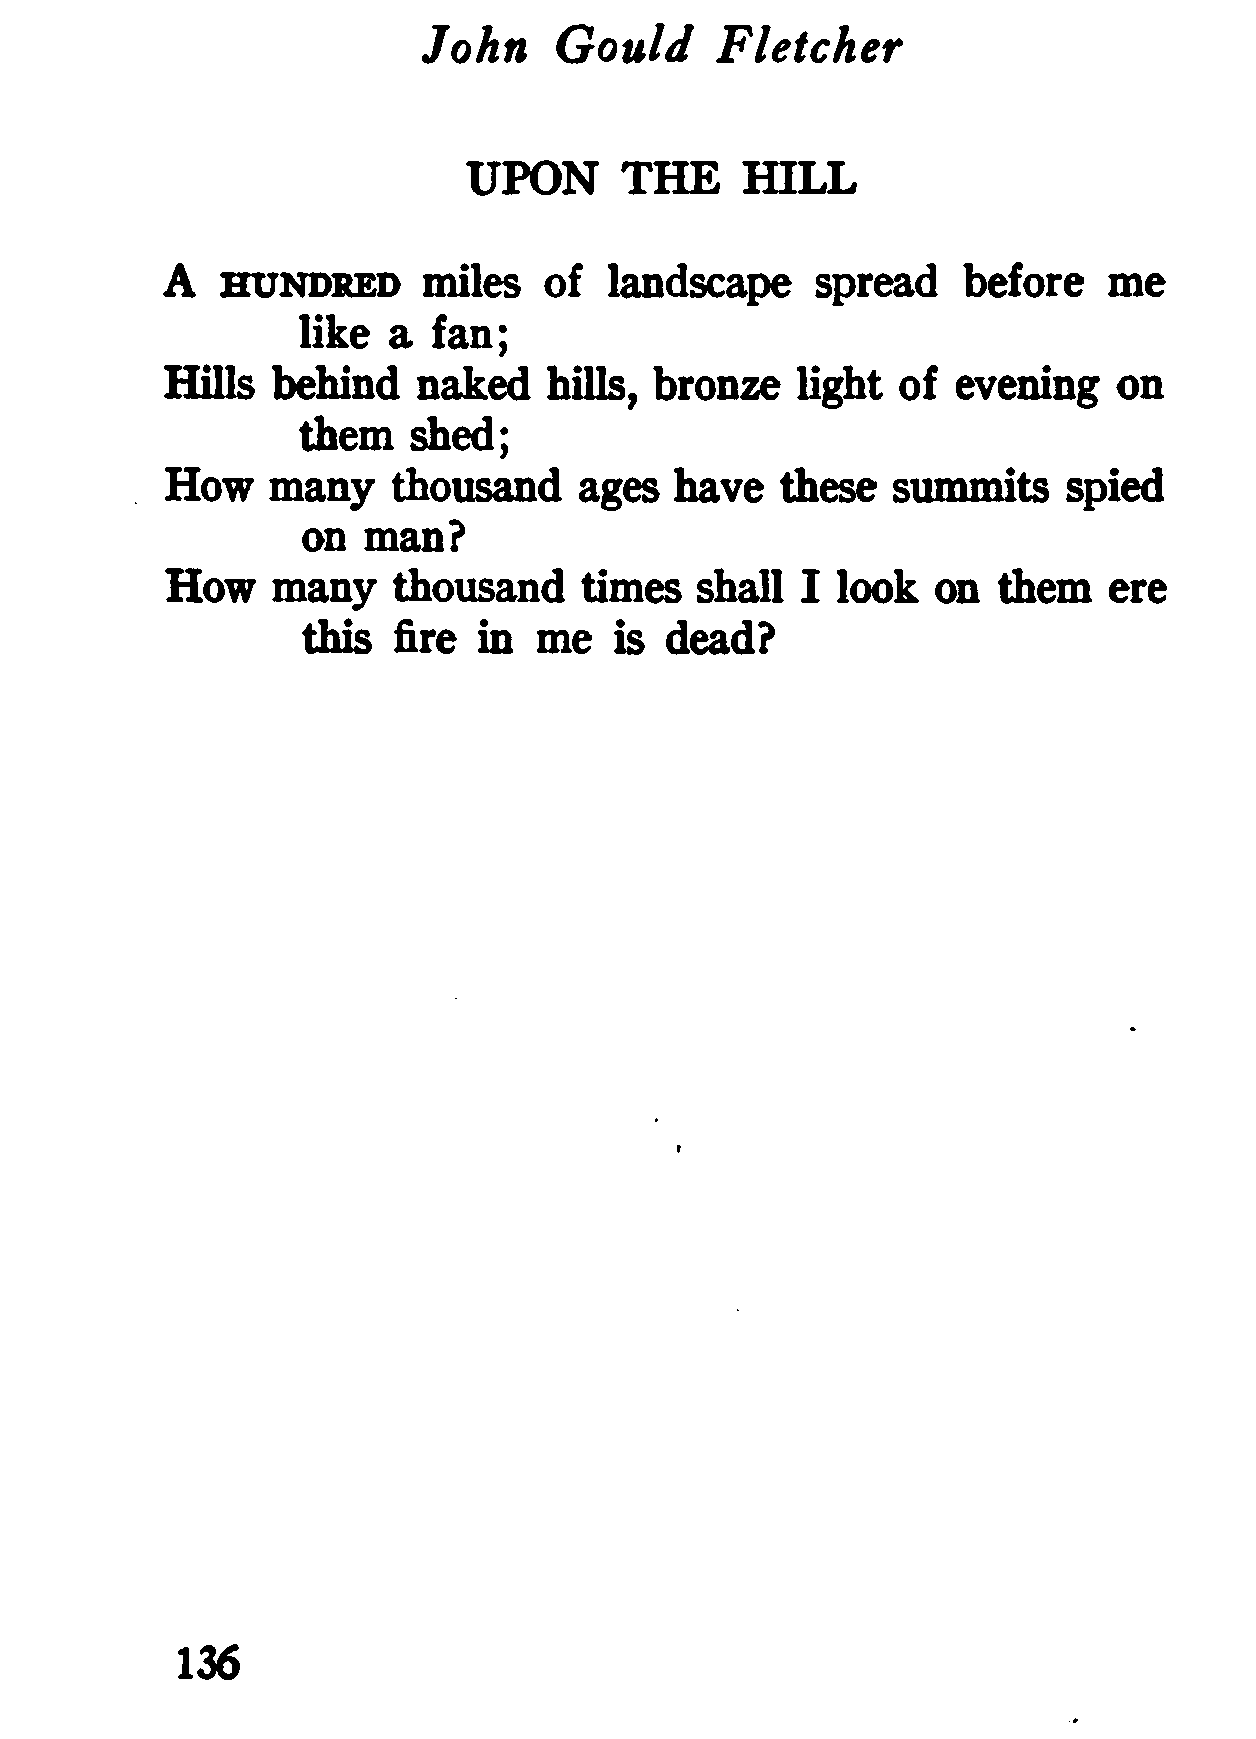 John Gould Fletcher
UPON THE HILL
A HUNDRED miles of landscape spread before me
like a fan;
Hills behind naked hills, bronze light of evening on
them shed;
How many thousand ages have these summits spied
on man?
How many thousand times shall I look on them ere
this fire in me is dead?
136